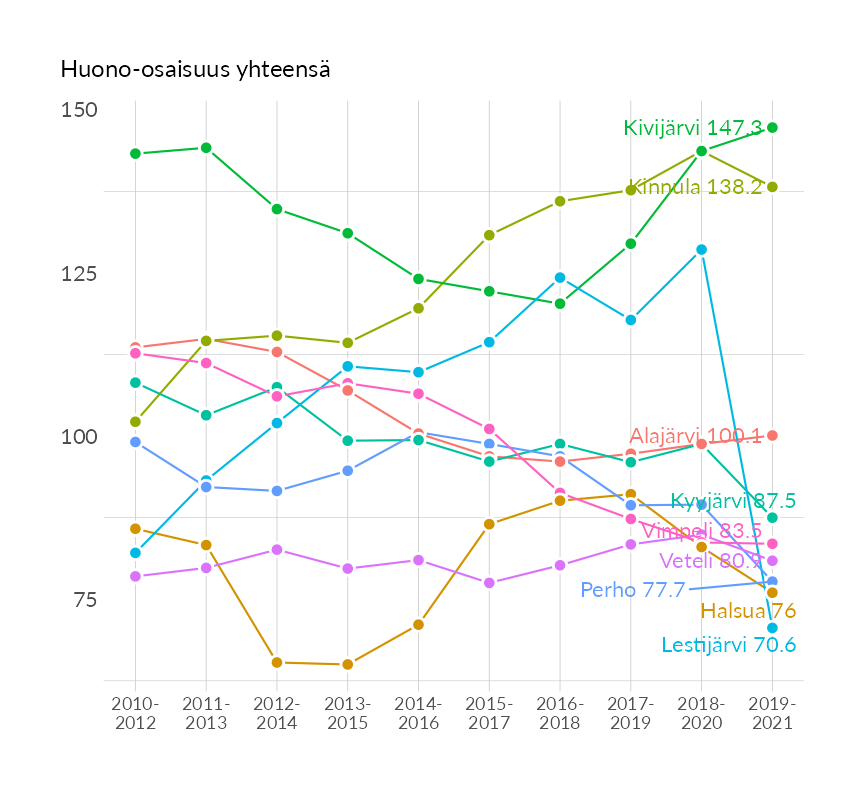 Huono-osaisuus yhteensä
150
125
100
75
Kivijärvi 147.3
Kinnula 138.2
Alajärvi 100.1
Kyyjärvi 87.5
Vimpeli 83.5
Veteli 80.9
Perho 77.7
Halsua 76
Lestijärvi 70.6
2010-
2012
2011-
2013
2012-
2014
2013-
2015
2014-
2016
2015-
2017
2016-
2018
2017-
2019
2018-
2020
2019-
2021